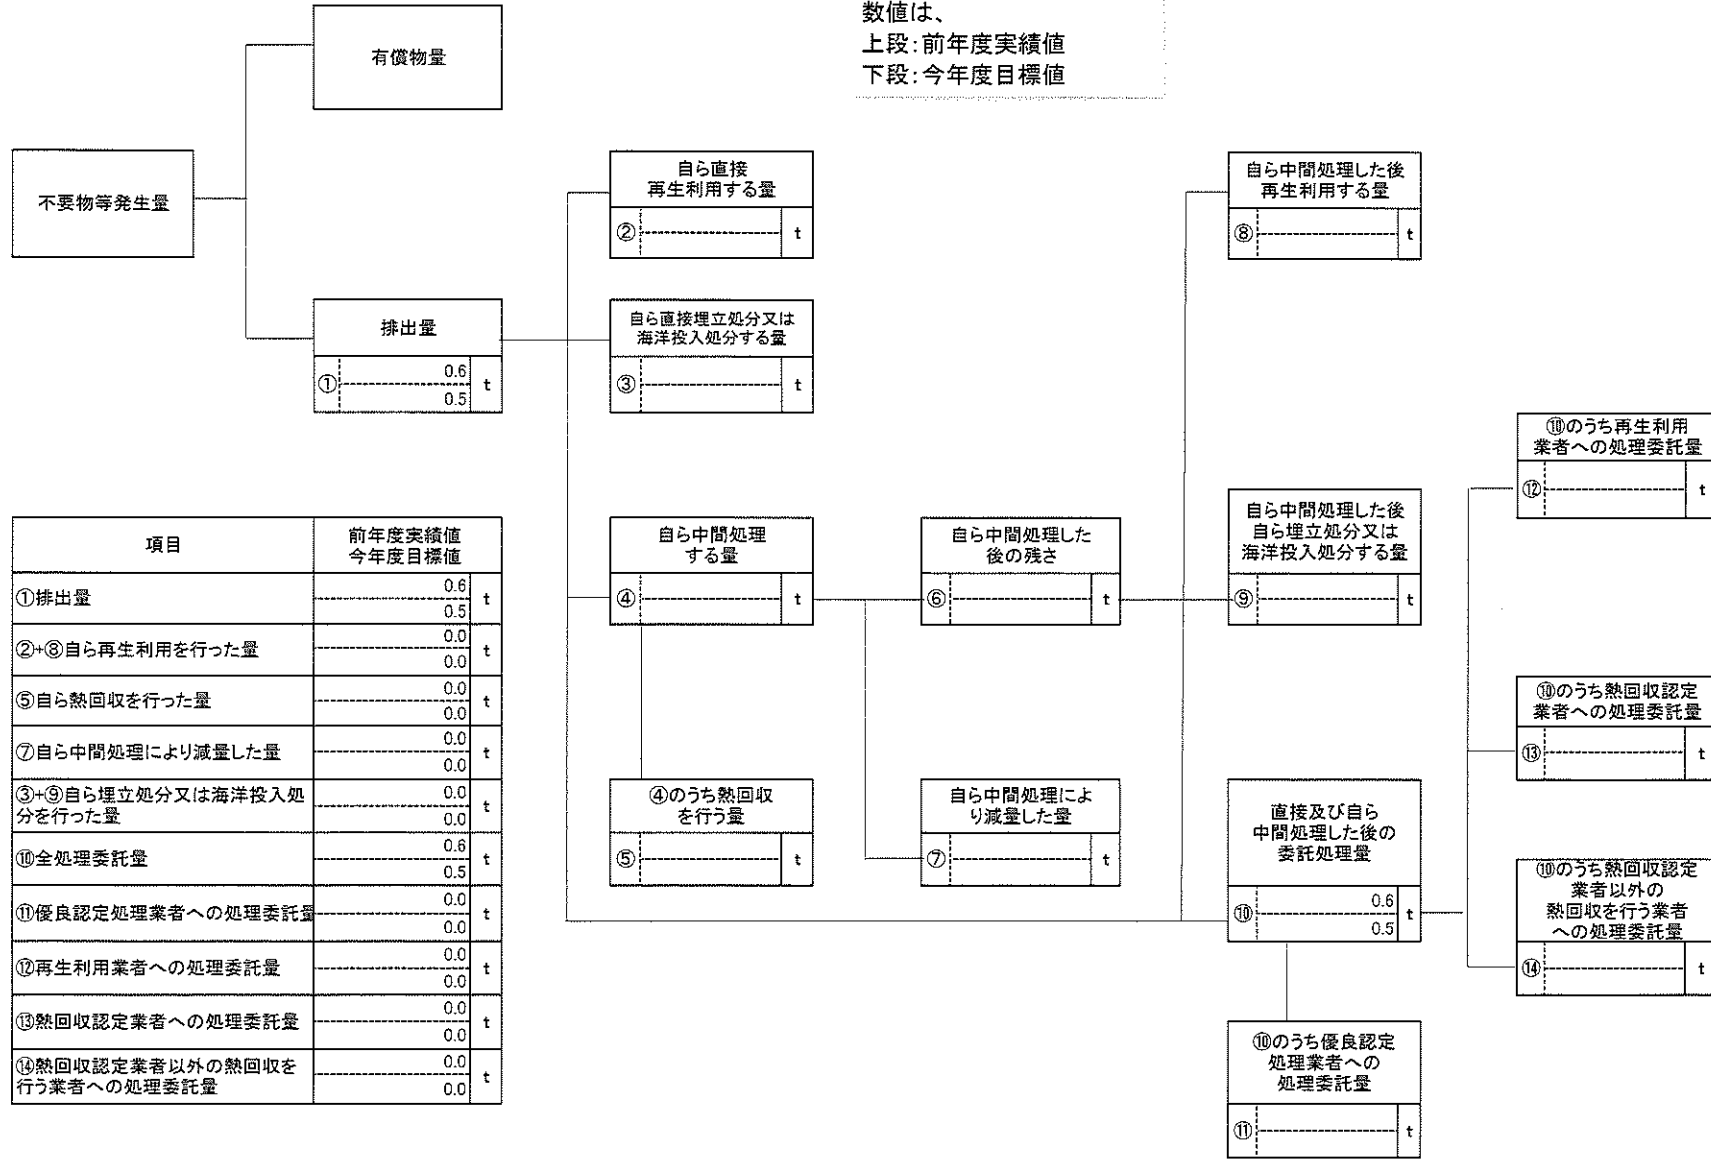 数値は、
上段:前年度実績値
下段:今年度目標値
有償物量
不要物等発生量
排出量
① 0.6 t
0.5
自ら直接
再生利用する量
② t
自ら直接埋立処分又は
海洋投入処分する量
③ t
自ら中間処理した後
再生利用する量
⑧ t
自ら中間処理
する量
④ t
自ら中間処理した
後の残さ
⑥ t
自ら中間処理した後
自ら埋立処分又は
海洋投入処分する量
⑨ t
④のうち熱回収
を行う量
⑤ t
自ら中間処理によ
り減量した量
⑦ t
直接及び自ら
中間処理した後の
委託処理量
⑩ 0.6 t
0.5
⑩のうち優良認定
処理業者への
処理委託量
⑪ t
⑩のうち再生利用
業者への処理委託量
⑫ t
⑩のうち熱回収認定
業者への処理委託量
⑬ t
⑩のうち熱回収認定
業者以外の
熱回収を行う業者
への処理委託量
⑭ t
項目 前年度実績値
今年度目標値
①排出量 0.6 t
0.5
②+⑧自ら再生利用を行った量 0.0 t
0.0
⑤自ら熱回収を行った量 0.0 t
0.0
⑦自ら中間処理により減量した量 0.0 t
0.0
③+⑨自ら埋立処分又は海洋投入処 0.0 t
分を行った量 0.0
⑩全処理委託量 0.6 t
0.5
⑪優良認定処理業者への処理委託量 0.0 t
0.0
⑫再生利用業者への処理委託量 0.0 t
0.0
⑬熱回収認定業者への処理委託量 0.0 t
0.0
⑭熱回収認定業者以外の熱回収を 0.0 t
行う業者への処理委託量 0.0